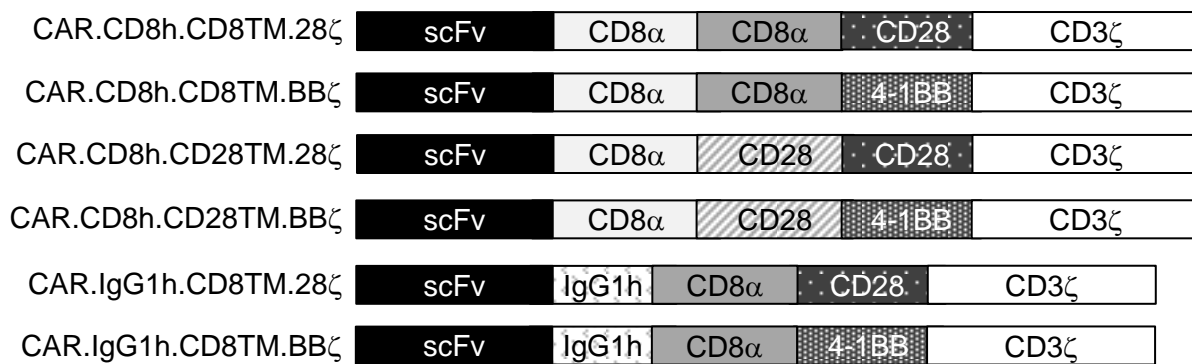 CAR.CD8h.CD8TM.28ζ scFv CD8α CD8α CD28 CD3ζ
CAR.CD8h.CD8TM.BBζ scFv CD8α CD8α 4-1BB CD3ζ
CAR.CD8h.CD28TM.28ζ scFv CD8α CD28 CD28 CD3ζ
CAR.CD8h.CD28TM.BBζ scFv CD8α CD28 4-1BB CD3ζ
CAR.IgG1h.CD8TM.28ζ scFv IgG1h CD8α CD28 CD3ζ
CAR.IgG1h.CD8TM.BBζ scFv IgG1h CD8α 4-1BB CD3ζ